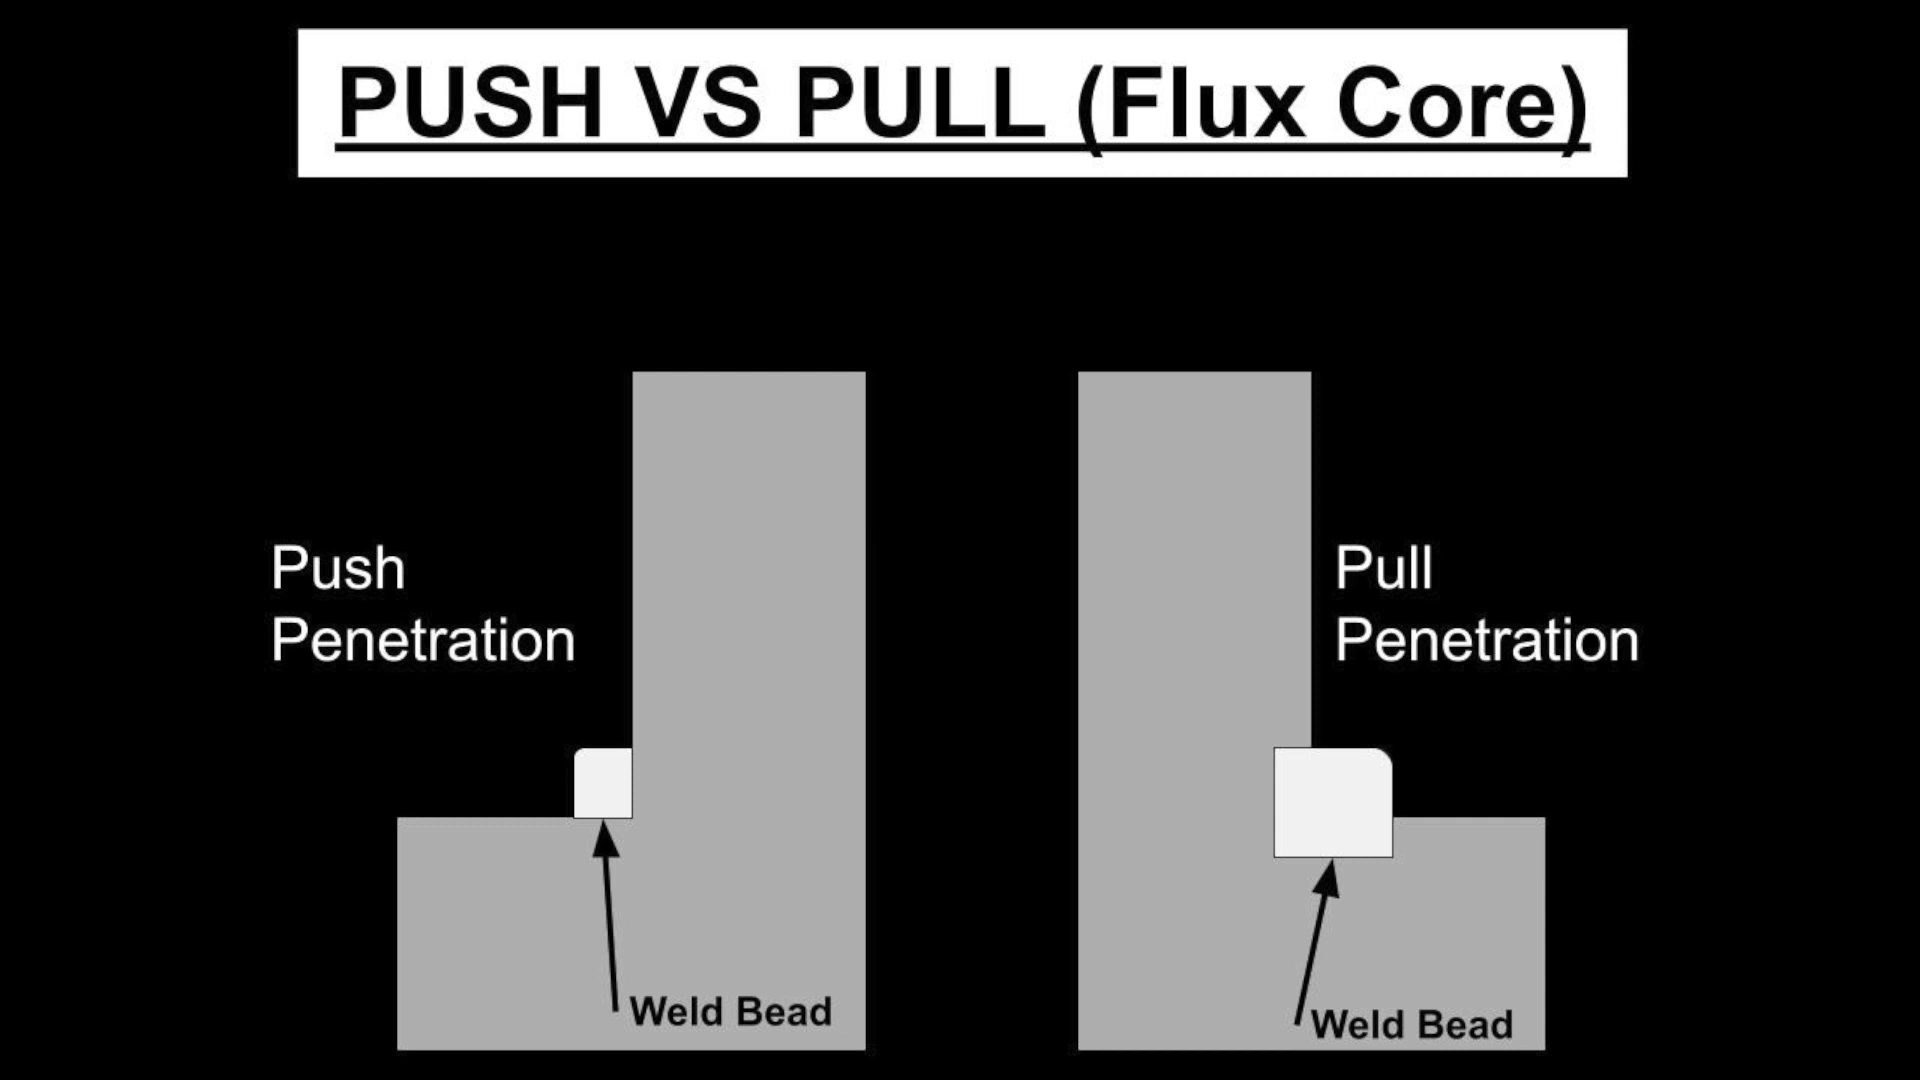 PUSH VS PULL (Flux Core)
Push
Penetration
Pull
Penetration
Weld Bead
Weld Bead